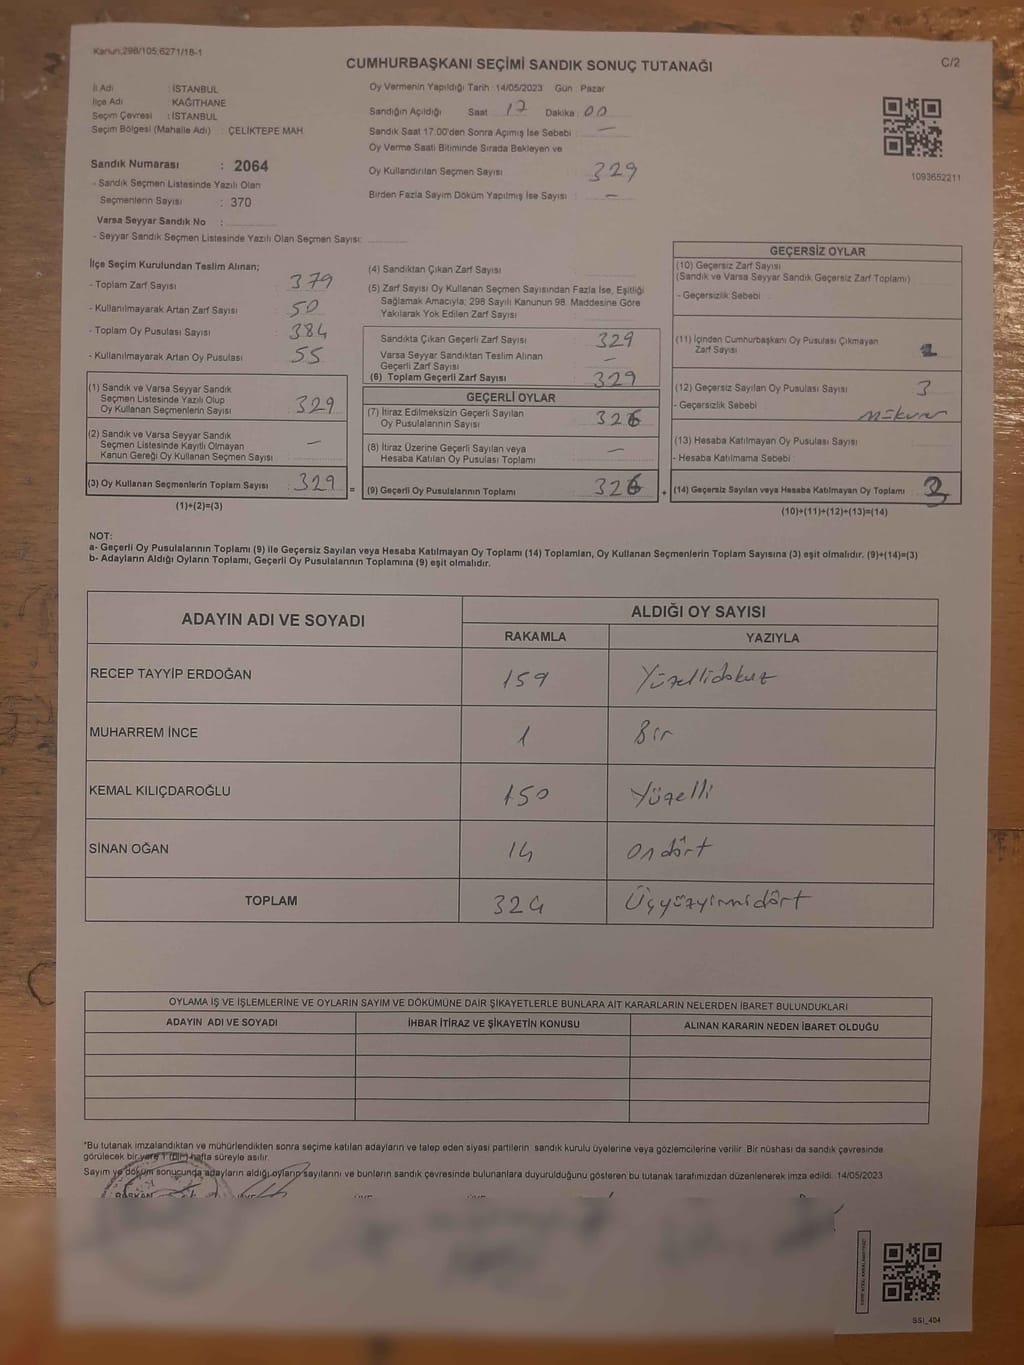 Kanun;298/105;6271/18-1
CUMHURBAŞKANI SEÇİMİ SANDIK SONUÇ TUTANAĞI
C/2
İl Adı : İSTANBUL
İlçe Adı : KAĞITHANE
Seçim Çevresi : İSTANBUL
Seçim Bölgesi (Mahalle Adı) : ÇELİKTEPE MAH.
Oy Vermenin Yapıldığı Tarih :14/05/2023 Gün : Pazar
Sandığın Açıldığı Saat : 17 Dakika : 00
Sandık Saat 17.00'den Sonra Açımış İse Sebebi : —
Oy Verme Saati Bitiminde Sırada Bekleyen ve
Oy Kullandırılan Seçmen Sayısı : 329
Birden Fazla Sayım Döküm Yapılmış İse Sayısı : —
1093652211
Sandık Numarası : 2064
- Sandık Seçmen Listesinde Yazılı Olan
Seçmenlerin Sayısı : 370
Varsa Seyyar Sandık No :
- Seyyar Sandık Seçmen Listesinde Yazılı Olan Seçmen Sayısı:
İlçe Seçim Kurulundan Teslim Alınan;
- Toplam Zarf Sayısı : 379
- Kullanılmayarak Artan Zarf Sayısı : 50
- Toplam Oy Pusulası Sayısı : 384
- Kullanılmayarak Artan Oy Pusulası : 55
(1) Sandık ve Varsa Seyyar Sandık
Seçmen Listesinde Yazılı Olup
Oy Kullanan Seçmenlerin Sayısı : 329
(2) Sandık ve Varsa Seyyar Sandık
Seçmen Listesinde Kayıtlı Olmayan
Kanun Gereği Oy Kullanan Seçmen Sayısı : —
(3) Oy Kullanan Seçmenlerin Toplam Sayısı : 329
(1)+(2)=(3)
(4) Sandıktan Çıkan Zarf Sayısı :
(5) Zarf Sayısı Oy Kullanan Seçmen Sayısından Fazla İse, Eşitliği
Sağlamak Amacıyla; 298 Sayılı Kanunun 98. Maddesine Göre
Yakılarak Yok Edilen Zarf Sayısı :
Sandıkta Çıkan Geçerli Zarf Sayısı : 329
Varsa Seyyar Sandıktan Teslim Alınan
Geçerli Zarf Sayısı : —
(6) Toplam Geçerli Zarf Sayısı : 329
GEÇERLİ OYLAR
(7) İtiraz Edilmeksizin Geçerli Sayılan
Oy Pusulalarının Sayısı : 326
(8) İtiraz Üzerine Geçerli Sayılan veya
Hesaba Katılan Oy Pusulası Toplamı : —
= (9) Geçerli Oy Pusulalarının Toplamı : 326
GEÇERSİZ OYLAR
(10) Geçersiz Zarf Sayısı
(Sandık ve Varsa Seyyar Sandık Geçersiz Zarf Toplamı)
- Geçersizlik Sebebi :
(11) İçinden Cumhurbaşkanı Oy Pusulası Çıkmayan
Zarf Sayısı :
(12) Geçersiz Sayılan Oy Pusulası Sayısı : 3
- Geçersizlik Sebebi :
(13) Hesaba Katılmayan Oy Pusulası Sayısı :
- Hesaba Katılmama Sebebi :
+ (14) Geçersiz Sayılan veya Hesaba Katılmayan Oy Toplamı : 3
(10)+(11)+(12)+(13)=(14)
NOT:
a- Geçerli Oy Pusulalarının Toplamı (9) ile Geçersiz Sayılan veya Hesaba Katılmayan Oy Toplamı (14) Toplamları, Oy Kullanan Seçmenlerin Toplam Sayısına (3) eşit olmalıdır. (9)+(14)=(3)
b- Adayların Aldığı Oyların Toplamı, Geçerli Oy Pusulalarının Toplamına (9) eşit olmalıdır.
ADAYIN ADI VE SOYADI
ALDIĞI OY SAYISI
RAKAMLA YAZIYLA
RECEP TAYYİP ERDOĞAN 159 Yüzellidokuz
MUHARREM İNCE 1 Bir
KEMAL KILIÇDAROĞLU 150 Yüzelli
SİNAN OĞAN 14 Ondört
TOPLAM 324 Üçyüzyirmidört
OYLAMA İŞ VE İŞLEMLERİNE VE OYLARIN SAYIM VE DÖKÜMÜNE DAİR ŞİKAYETLERLE BUNLARA AİT KARARLARIN NELERDEN İBARET BULUNDUKLARI
ADAYIN ADI VE SOYADI İHBAR İTİRAZ VE ŞİKAYETİN KONUSU ALINAN KARARIN NEDEN İBARET OLDUĞU
*Bu tutanak imzalandıktan ve mühürlendikten sonra seçime katılan adayların ve talep eden siyasi partilerin sandık kurulu üyelerine veya gözlemcilerine verilir. Bir nüshası da sandık çevresinde
görülecek bir yere 1 (bir) hafta süreyle asılır.
Sayım ve döküm sonucunda adayların aldığı oyların sayılarını ve bunların sandık çevresinde bulunanlara duyurulduğunu gösteren bu tutanak tarafımızdan düzenlenerek imza edildi. 14/05/2023
BAŞKAN
SSI_404